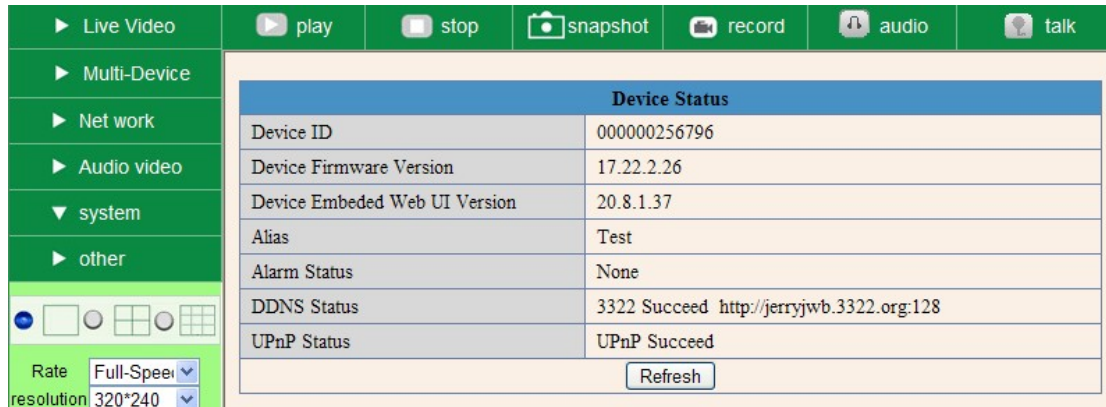 Live Video
play
stop
snapshot
record
audio
talk
Multi-Device
Net work
Audio video
system
other
Device Status
Device ID 000000256796
Device Firmware Version 17.22.2.26
Device Embeded Web UI Version 20.8.1.37
Alias Test
Alarm Status None
DDNS Status 3322 Succeed http://jerryjwb.3322.org:128
UPnP Status UPnP Succeed
Refresh
Rate Full-Spee
resolution 320*240